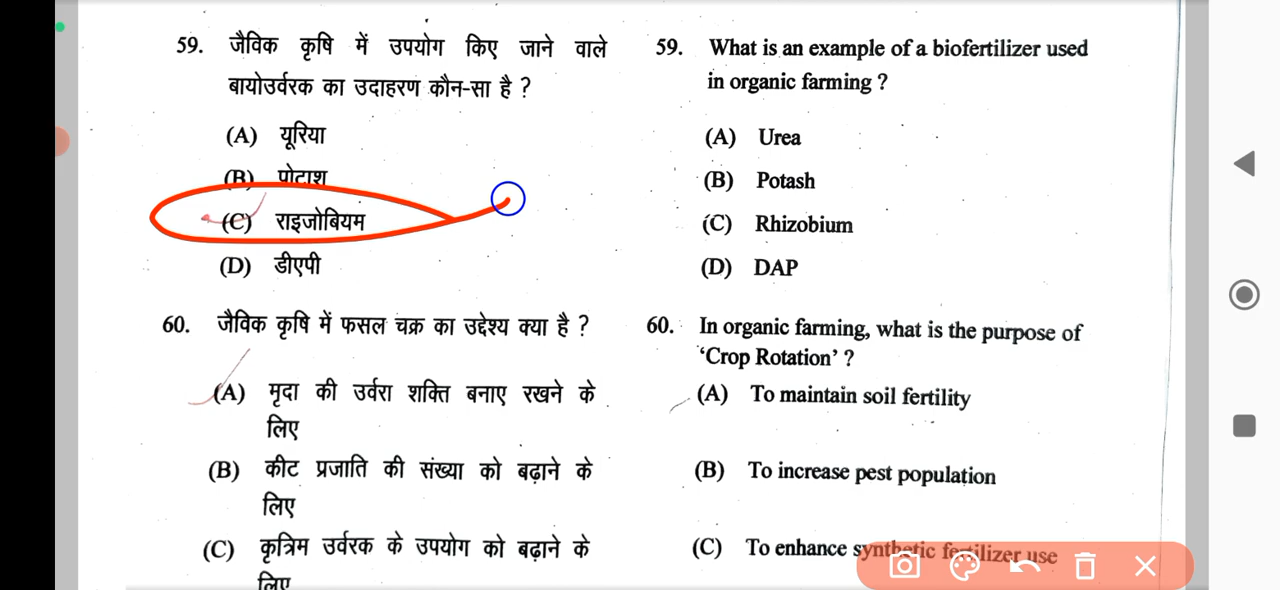 59. जैविक कृषि में उपयोग किए जाने वाले
बायोउर्वरक का उदाहरण कौन-सा है ?
(A) यूरिया
(B) पोटाश
(C) राइजोबियम
(D) डीएपी
60. जैविक कृषि में फसल चक्र का उद्देश्य क्या है ?
(A) मृदा की उर्वरा शक्ति बनाए रखने के
लिए
(B) कीट प्रजाति की संख्या को बढ़ाने के
लिए
(C) कृत्रिम उर्वरक के उपयोग को बढ़ाने के
लिए
59. What is an example of a biofertilizer used
in organic farming ?
(A) Urea
(B) Potash
(C) Rhizobium
(D) DAP
60. In organic farming, what is the purpose of
‘Crop Rotation’ ?
(A) To maintain soil fertility
(B) To increase pest population
(C) To enhance synthetic fertilizer use